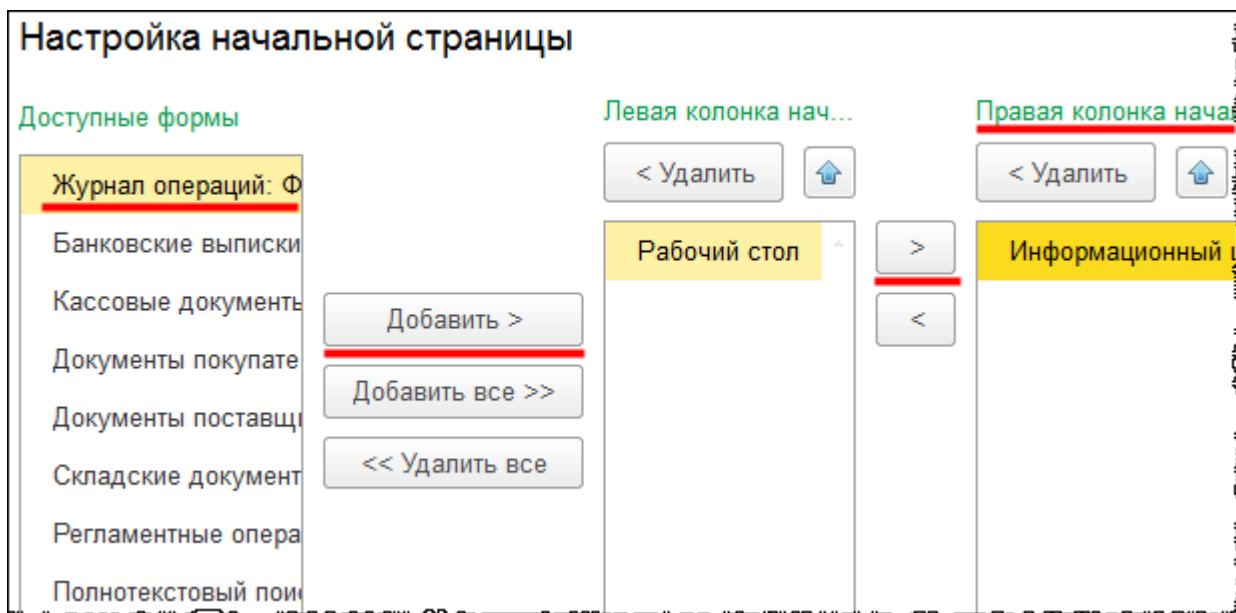 Настройка начальной страницы
Доступные формы
Левая колонка нач...
Правая колонка нача
< Удалить
< Удалить
Журнал операций: Ф
Банковские выписки
Кассовые документы
Документы покупате
Документы поставщи
Складские документ
Регламентные опера
Полнотекстовый пои
Добавить >
Добавить все >>
<< Удалить все
Рабочий стол
>
<
Информационный